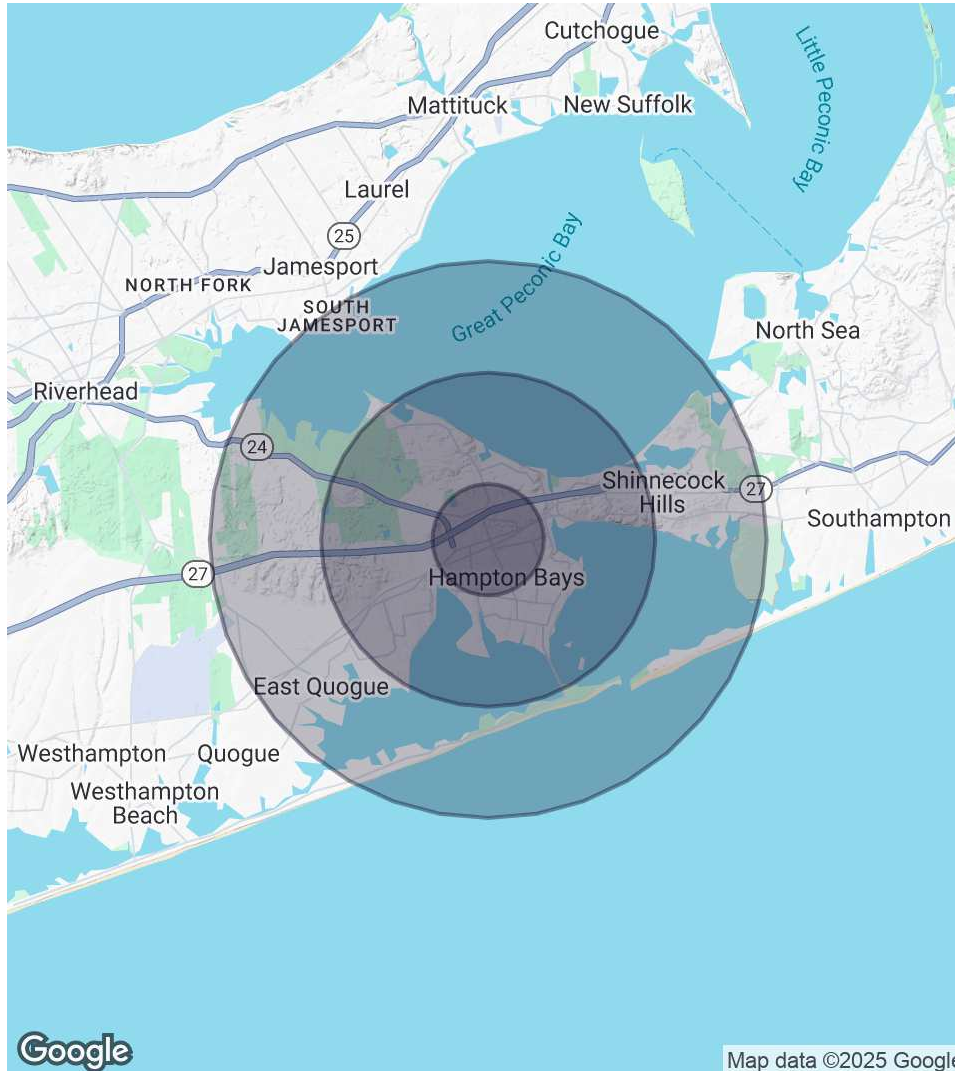 Cutchogue
Little Peconic Bay
Mattituck
New Suffolk
Laurel
25
Jamesport
NORTH FORK
SOUTH
JAMESPORT
Great Peconic Bay
North Sea
Riverhead
24
Shinnecock
Hills
27
Southampton
27
Hampton Bays
East Quogue
Westhampton
Quogue
Westhampton
Beach
Google
Map data ©2025 Google